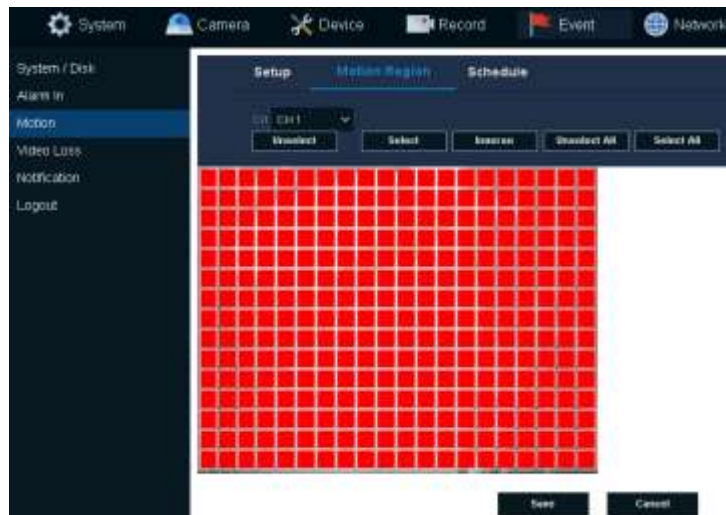 System Camera Device Record Event Network
System / Disk
Alarm In
Motion
Video Loss
Notification
Logout
Setup Motion Region Schedule
CH1
Unselect Select Inverse Unselect All Select All
Save Cancel